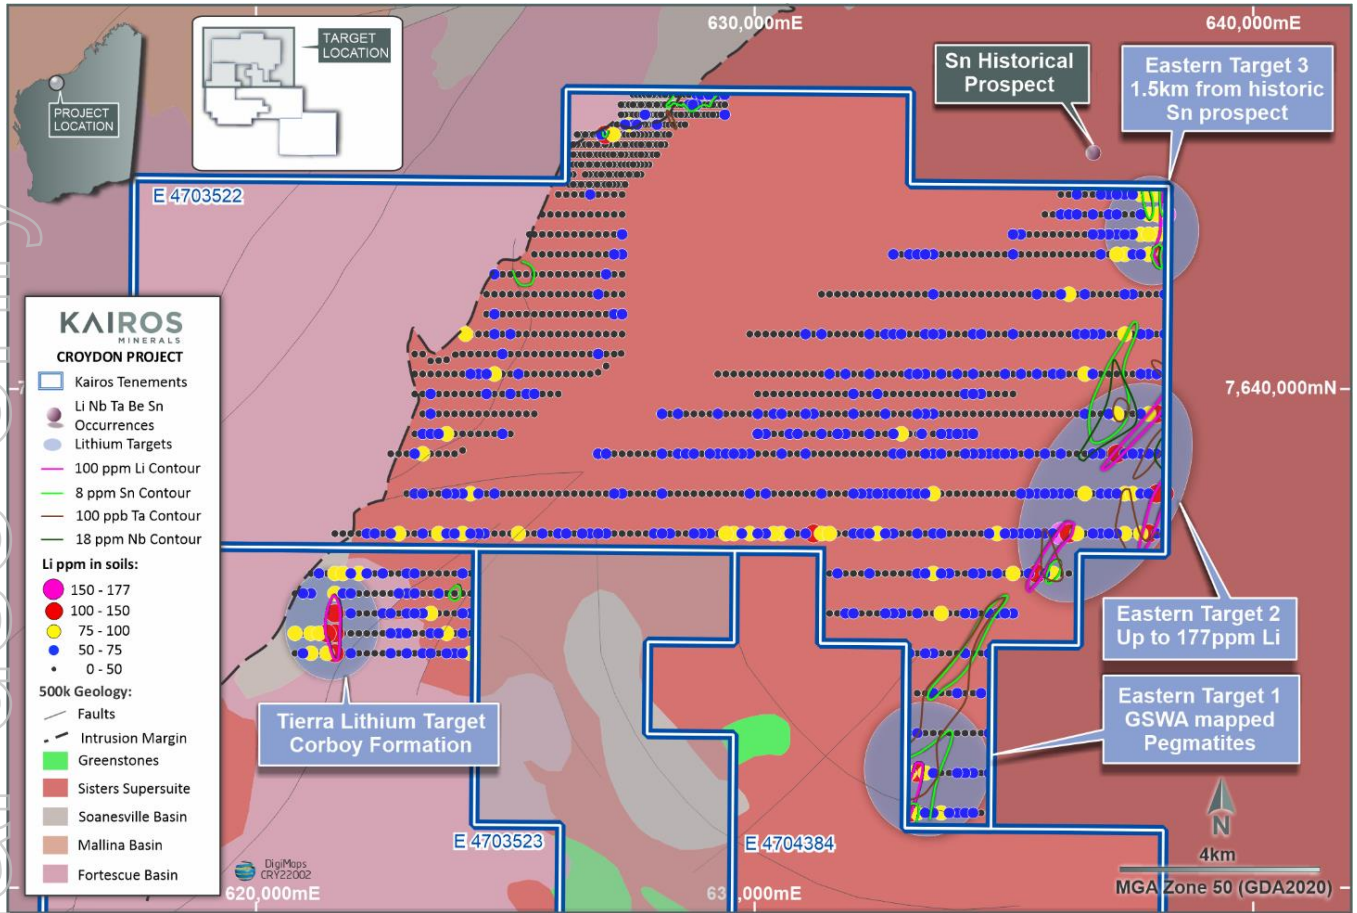 630,000mE
640,000mE
TARGET
LOCATION
PROJECT
LOCATION
Sn Historical
Prospect
Eastern Target 3
1.5km from historic
Sn prospect
E 4703522
KAIROS
MINERALS
CROYDON PROJECT
Kairos Tenements
Li Nb Ta Be Sn
Occurrences
Lithium Targets
100 ppm Li Contour
8 ppm Sn Contour
100 ppb Ta Contour
18 ppm Nb Contour
Li ppm in soils:
150 - 177
100 - 150
75 - 100
50 - 75
0 - 50
500k Geology:
Faults
Intrusion Margin
Greenstones
Sisters Supersuite
Soanesville Basin
Mallina Basin
Fortescue Basin
7,640,000mN
Eastern Target 2
Up to 177ppm Li
Eastern Target 1
GSWA mapped
Pegmatites
Tierra Lithium Target
Corboy Formation
E 4703523
E 4704384
DigiMaps
CRY22002
620,000mE
N
4km
MGA Zone 50 (GDA2020)